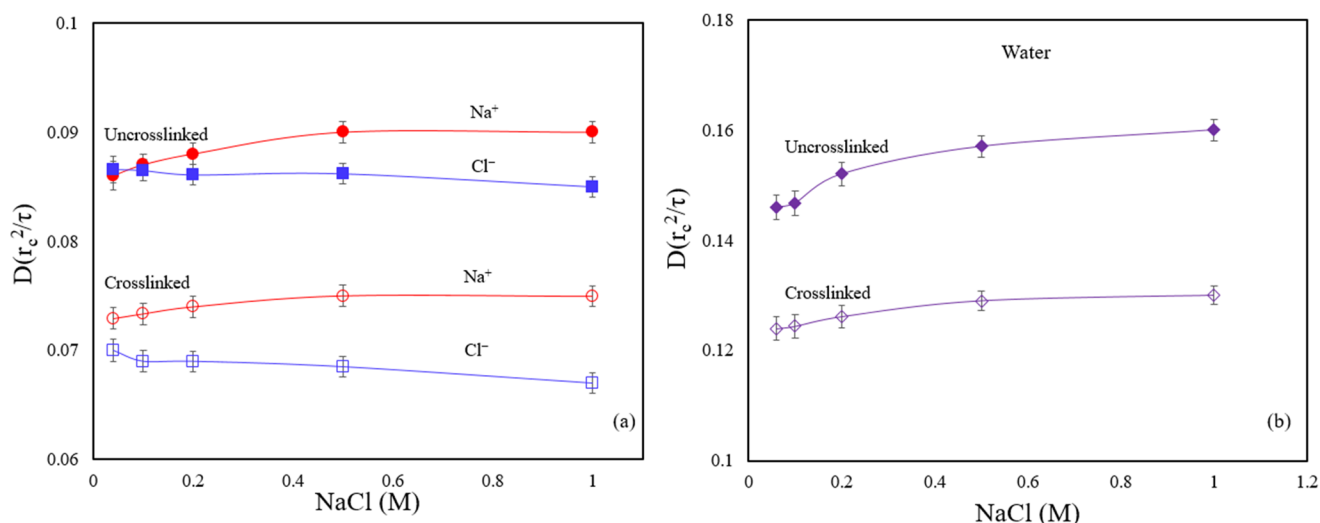 0.1
0.09
0.08
0.07
0.06
D(r_c²/τ)
Uncrosslinked
Na⁺
Cl⁻
Crosslinked
Na⁺
Cl⁻
(a)
0 0.2 0.4 0.6 0.8 1
NaCl (M)
0.18
0.16
0.14
0.12
0.1
D(r_c²/τ)
Water
Uncrosslinked
Crosslinked
(b)
0 0.2 0.4 0.6 0.8 1 1.2
NaCl (M)